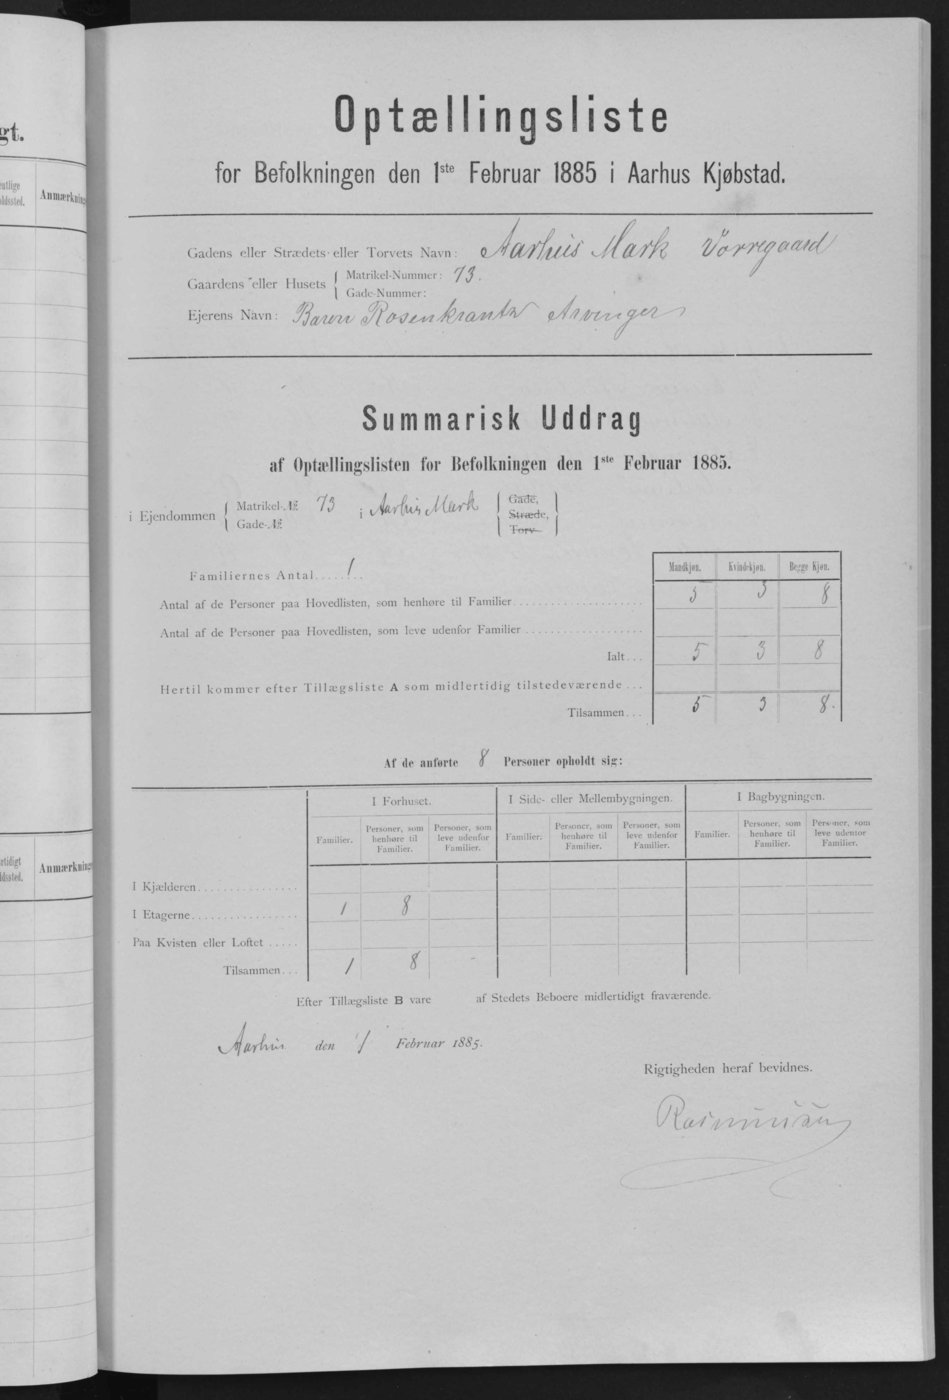 gt.
entlige
oldssted.
Anmærkning
rtidigt
ldssted.
Anmærkninge
Optællingsliste
for Befolkningen den 1ste Februar 1885 i Aarhus Kjøbstad.
Gadens eller Strædets eller Torvets Navn: Aarhus Mark Vorregaard
Gaardens eller Husets { Matrikel-Nummer: 73.
Gade-Nummer:
Ejerens Navn: Baron Rosenkrantz Arvinger
Summarisk Uddrag
af Optællingslisten for Befolkningen den 1ste Februar 1885.
i Ejendommen { Matrikel-№ 73 i Aarhus Mark { Gade, }
Gade-№ Stræde,
Torv
Mandkjøn. Kvindekjøn. Begge Kjøn.
Familiernes Antal..... 1 ..
Antal af de Personer paa Hovedlisten, som henhøre til Familier 5 3 8
Antal af de Personer paa Hovedlisten, som leve udenfor Familier
Ialt... 5 3 8
Hertil kommer efter Tillægsliste A som midlertidig tilstedeværende ...
Tilsammen... 5 3 8.
Af de anførte 8 Personer opholdt sig:
I Forhuset. I Side- eller Mellembygningen. I Bagbygningen.
Familier. Personer, som henhøre til Familier. Personer, som leve udenfor Familier. Familier. Personer, som henhøre til Familier. Personer, som leve udenfor Familier. Familier. Personer, som henhøre til Familier. Personer, som leve udenfor Familier.
I Kjælderen
I Etagerne 1 8
Paa Kvisten eller Loftet
Tilsammen... 1 8 -
Efter Tillægsliste B vare af Stedets Beboere midlertidigt fraværende.
Aarhus den 1 Februar 1885.
Rigtigheden heraf bevidnes.
Rasmussen